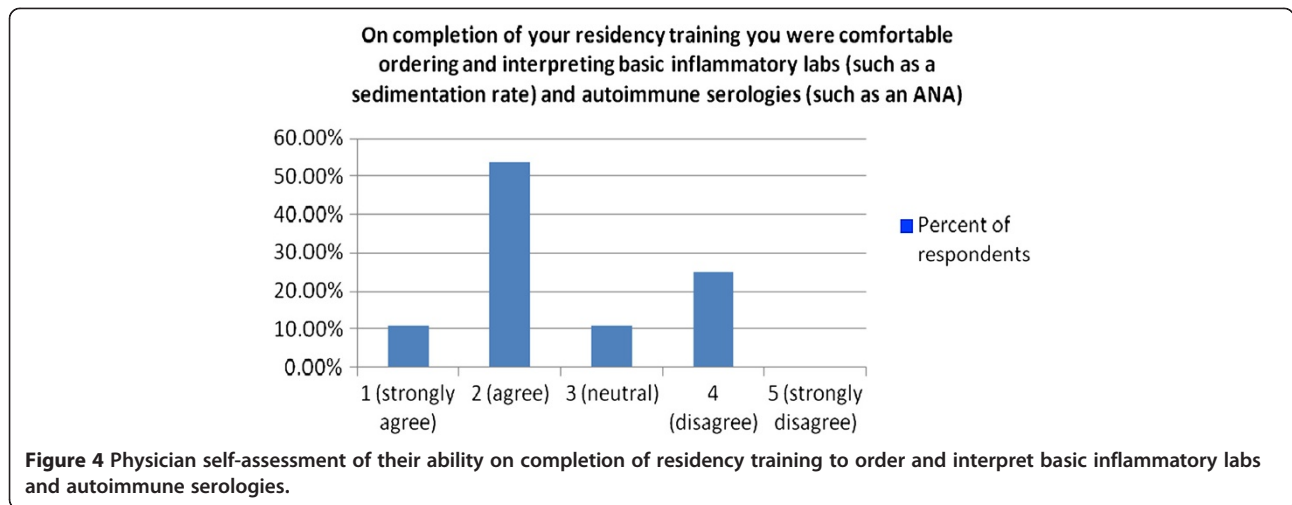 On completion of your residency training you were comfortable
ordering and interpreting basic inflammatory labs (such as a
sedimentation rate) and autoimmune serologies (such as an ANA)
60.00%
50.00%
40.00%
30.00%
20.00%
10.00%
0.00%
1 (strongly agree)
2 (agree)
3 (neutral)
4 (disagree)
5 (strongly disagree)
Percent of
respondents
Figure 4 Physician self-assessment of their ability on completion of residency training to order and interpret basic inflammatory labs
and autoimmune serologies.